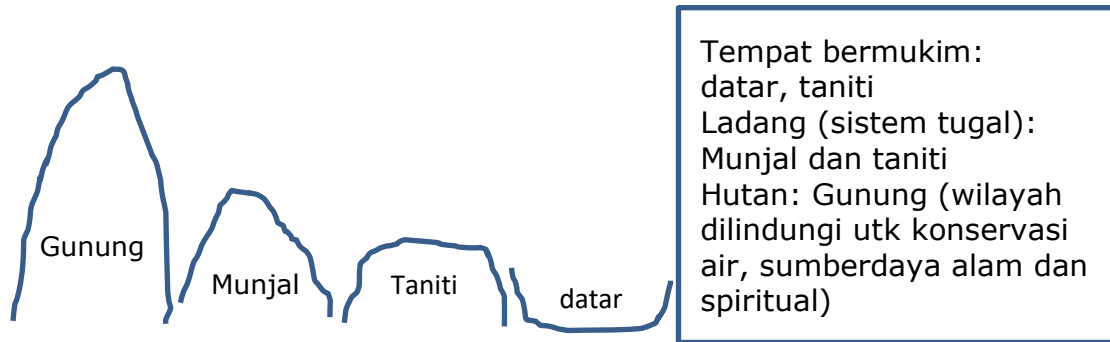 Gunung
Munjal
Taniti
datar
Tempat bermukim:
datar, taniti
Ladang (sistem tugal):
Munjal dan taniti
Hutan: Gunung (wilayah
dilindungi utk konservasi
air, sumberdaya alam dan
spiritual)